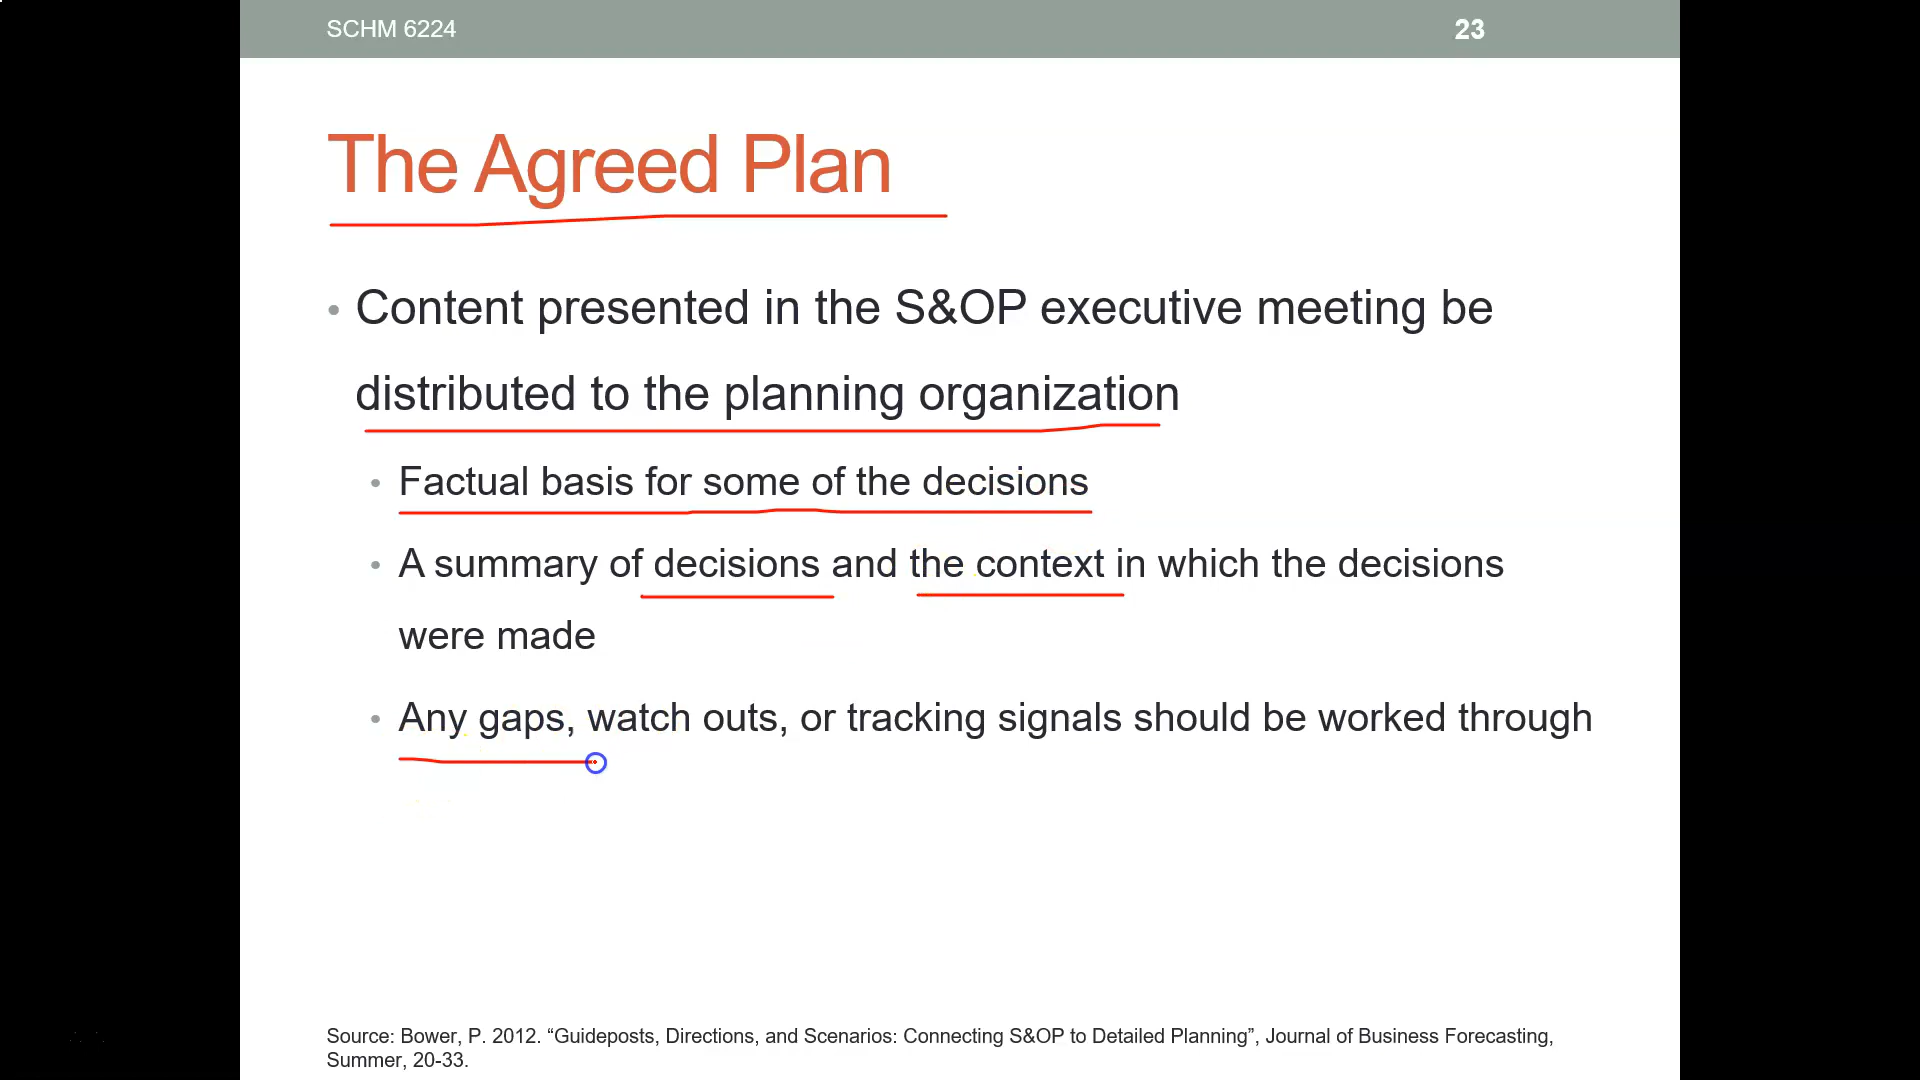 SCHM 6224
23
The Agreed Plan
• Content presented in the S&OP executive meeting be
distributed to the planning organization
• Factual basis for some of the decisions
• A summary of decisions and the context in which the decisions
were made
• Any gaps, watch outs, or tracking signals should be worked through
Source: Bower, P. 2012. “Guideposts, Directions, and Scenarios: Connecting S&OP to Detailed Planning”, Journal of Business Forecasting,
Summer, 20-33.